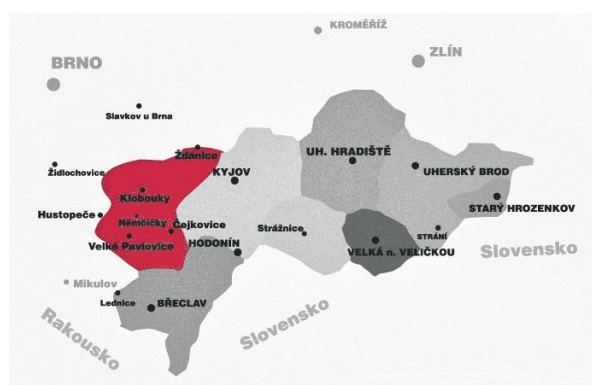 KROMĚŘÍŽ
ZLÍN
BRNO
Slavkov u Brna
Ždánice
UH. HRADIŠTĚ
Židlochovice
KYJOV
UHERSKÝ BROD
Klobouky
STARÝ HROZENKOV
Hustopeče
Němčičky
Čejkovice
Strážnice
STRÁNÍ
Velké Pavlovice
HODONÍN
VELKÁ n. VELIČKOU
Slovensko
Mikulov
Lednice
BŘECLAV
Slovensko
Rakousko